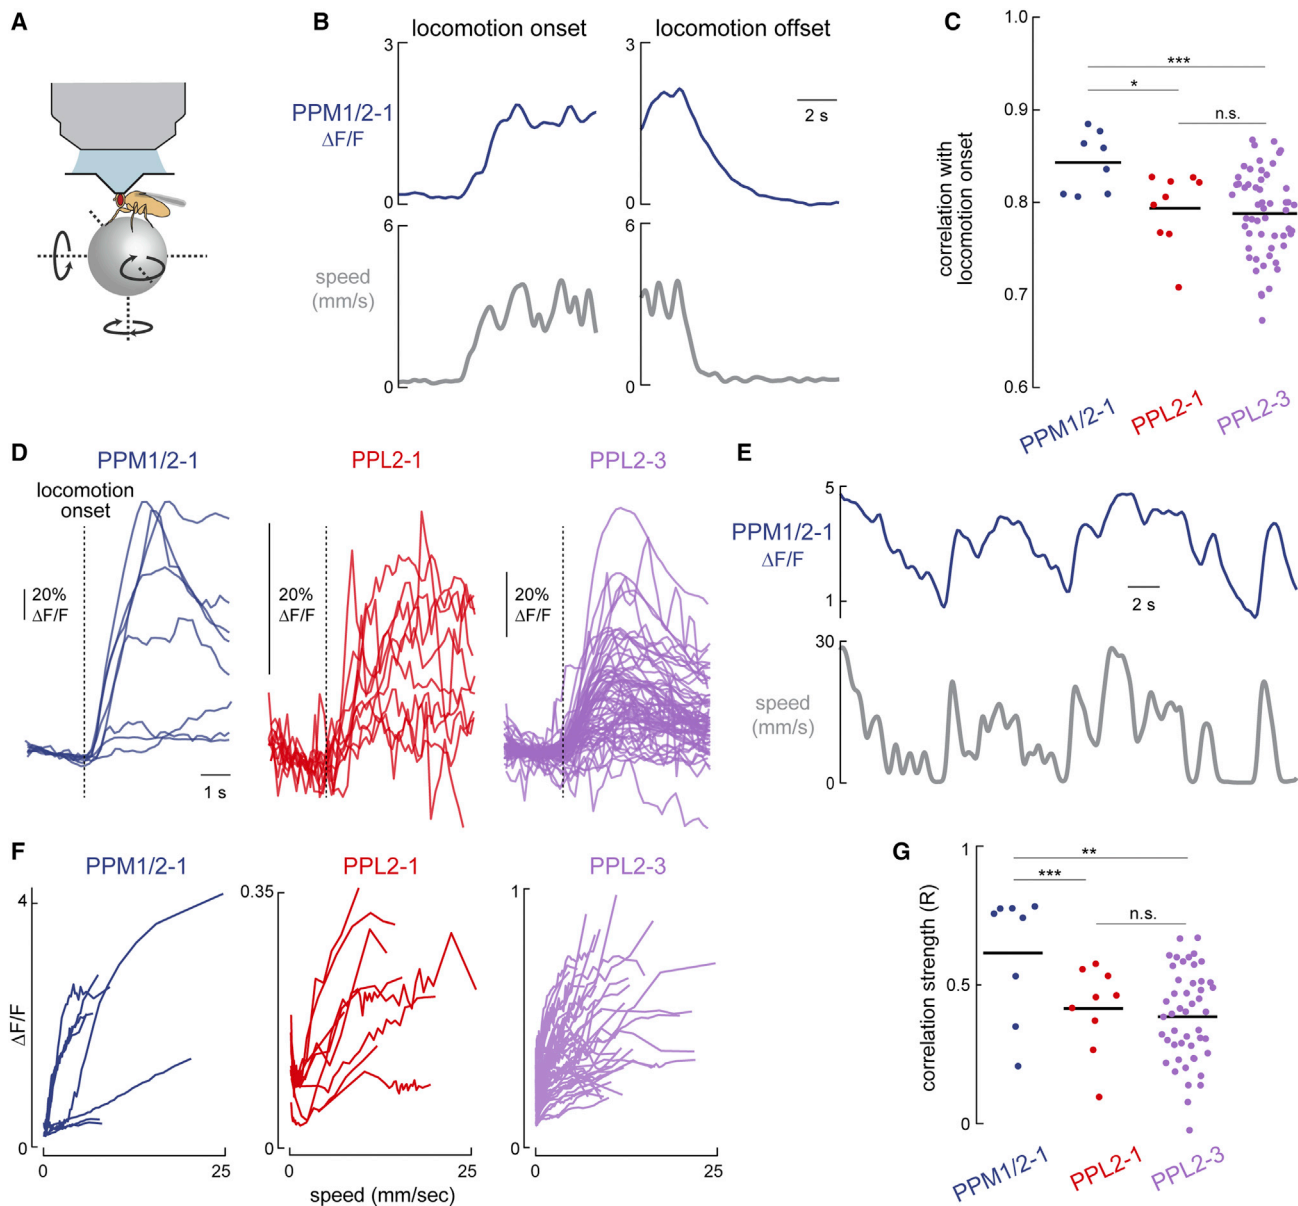 A
B
locomotion onset
locomotion offset
PPM1/2-1
ΔF/F
3
0
3
0
2 s
speed
(mm/s)
6
0
6
0
C
correlation with
locomotion onset
1.0
0.9
0.8
0.7
0.6
***
*
n.s.
PPM1/2-1
PPL2-1
PPL2-3
D
PPM1/2-1
locomotion
onset
20%
ΔF/F
1 s
PPL2-1
20%
ΔF/F
PPL2-3
20%
ΔF/F
E
PPM1/2-1
ΔF/F
5
1
2 s
speed
(mm/s)
30
0
F
PPM1/2-1
PPL2-1
PPL2-3
ΔF/F
4
0
0
25
0.35
0
0
25
1
0
0
25
speed (mm/sec)
G
correlation strength (R)
1
0.5
0
**
***
n.s.
PPM1/2-1
PPL2-1
PPL2-3